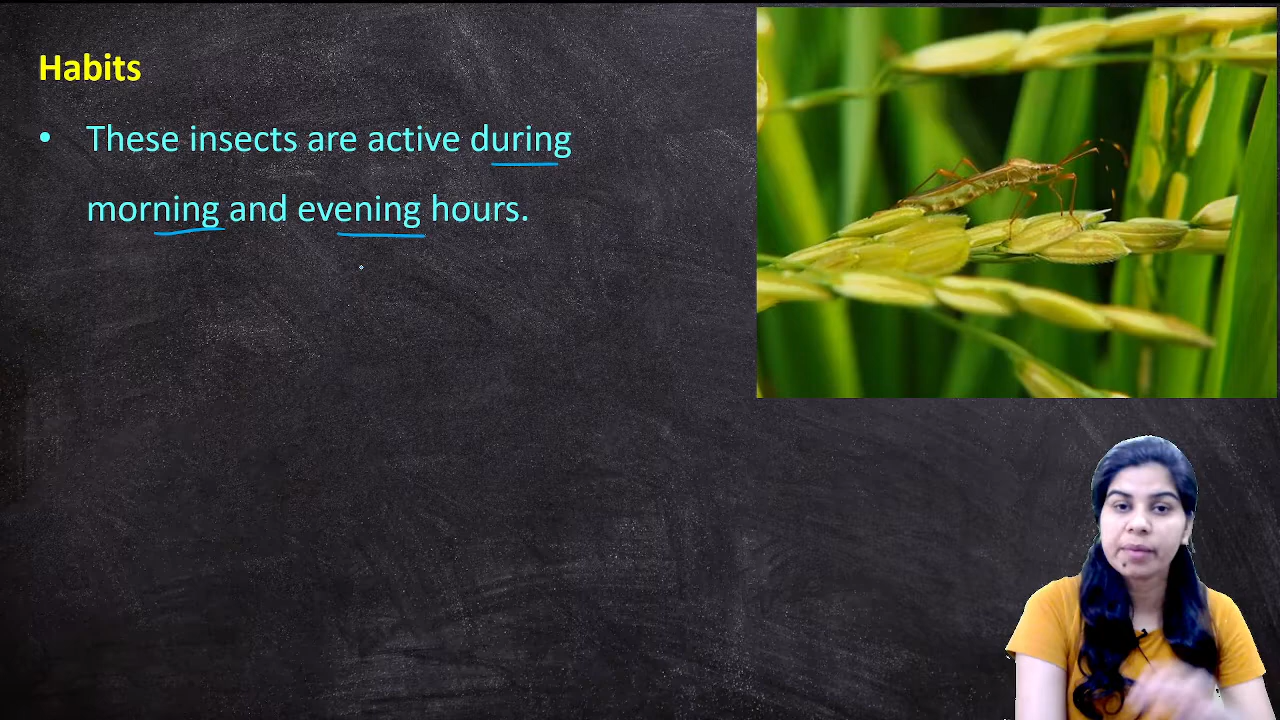 Habits
• These insects are active during
morning and evening hours.